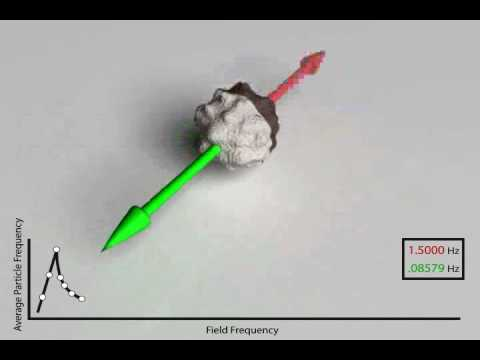 1.5000 Hz
.08579 Hz
Average Particle Frequency
Field Frequency